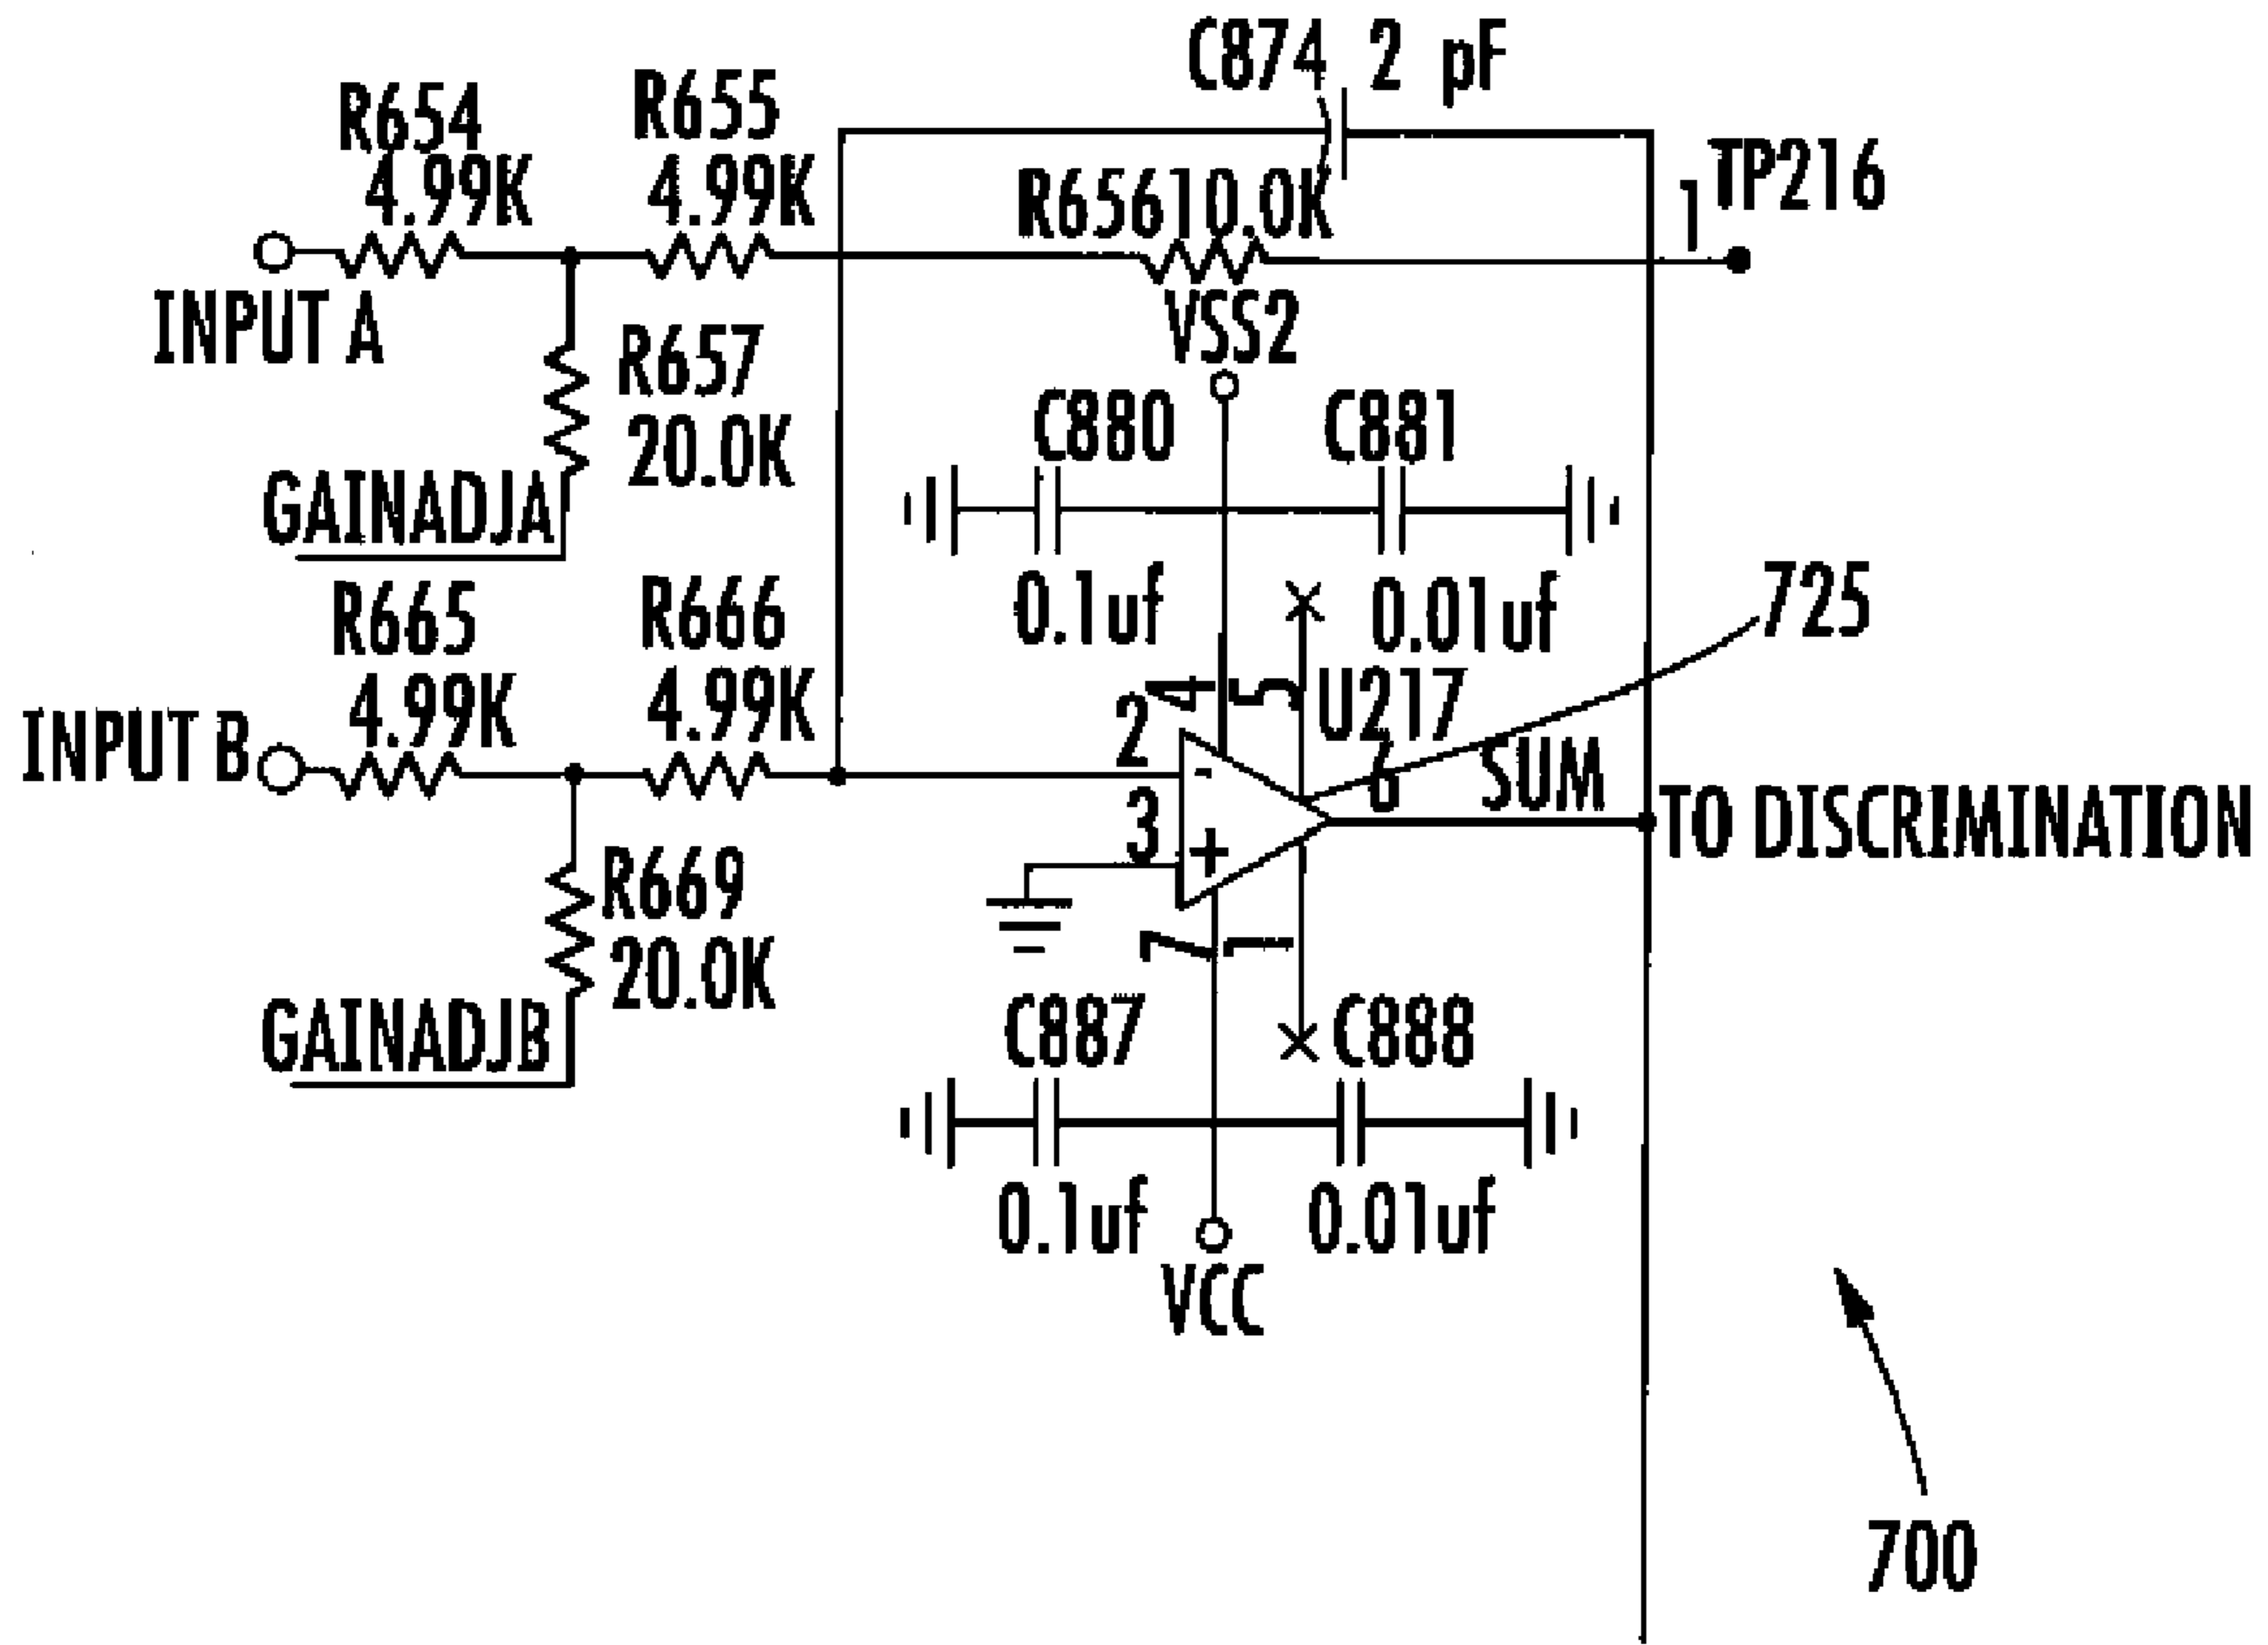 C874 2 pF
R654
4.99K
R655
4.99K
R656 10.0K
1
TP216
INPUT A
VSS2
R657
20.0K
C880
C881
GAINADJA
0.1uf
0.01uf
725
R665
4.99K
R666
4.99K
INPUT B
2
4
5
U217
6
SUM
-
3
+
TO DISCRIMINATION
R669
20.0K
7
1
GAINADJB
C887
C888
0.1uf
0.01uf
VCC
700